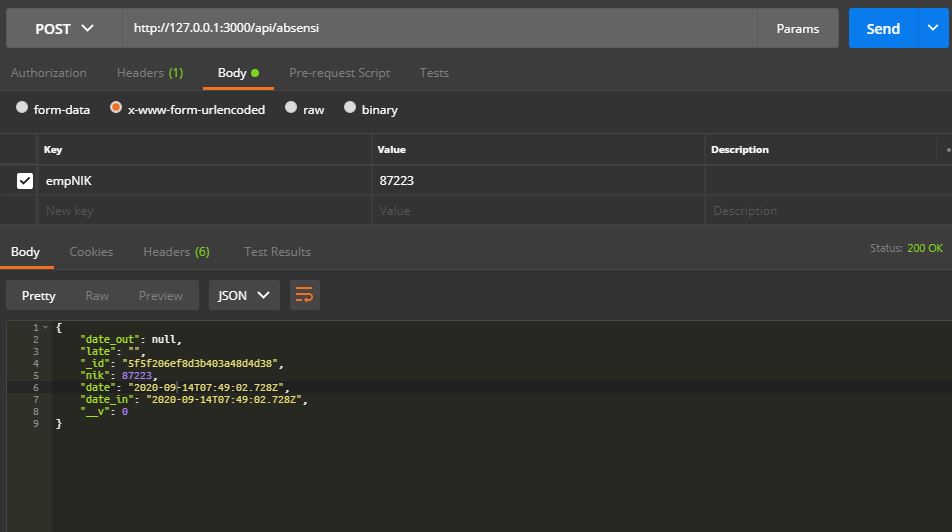 POST http://127.0.0.1:3000/api/absensi Params Send
Authorization Headers (1) Body Pre-request Script Tests
form-data x-www-form-urlencoded raw binary
Key Value Description
empNIK 87223
New key Value Description
Body Cookies Headers (6) Test Results Status: 200 OK
Pretty Raw Preview JSON
1 {
2 "date_out": null,
3 "late": "",
4 "_id": "5f5f206ef8d3b403a48d4d38",
5 "nik": 87223,
6 "date": "2020-09-14T07:49:02.728Z",
7 "date_in": "2020-09-14T07:49:02.728Z",
8 "__v": 0
9 }